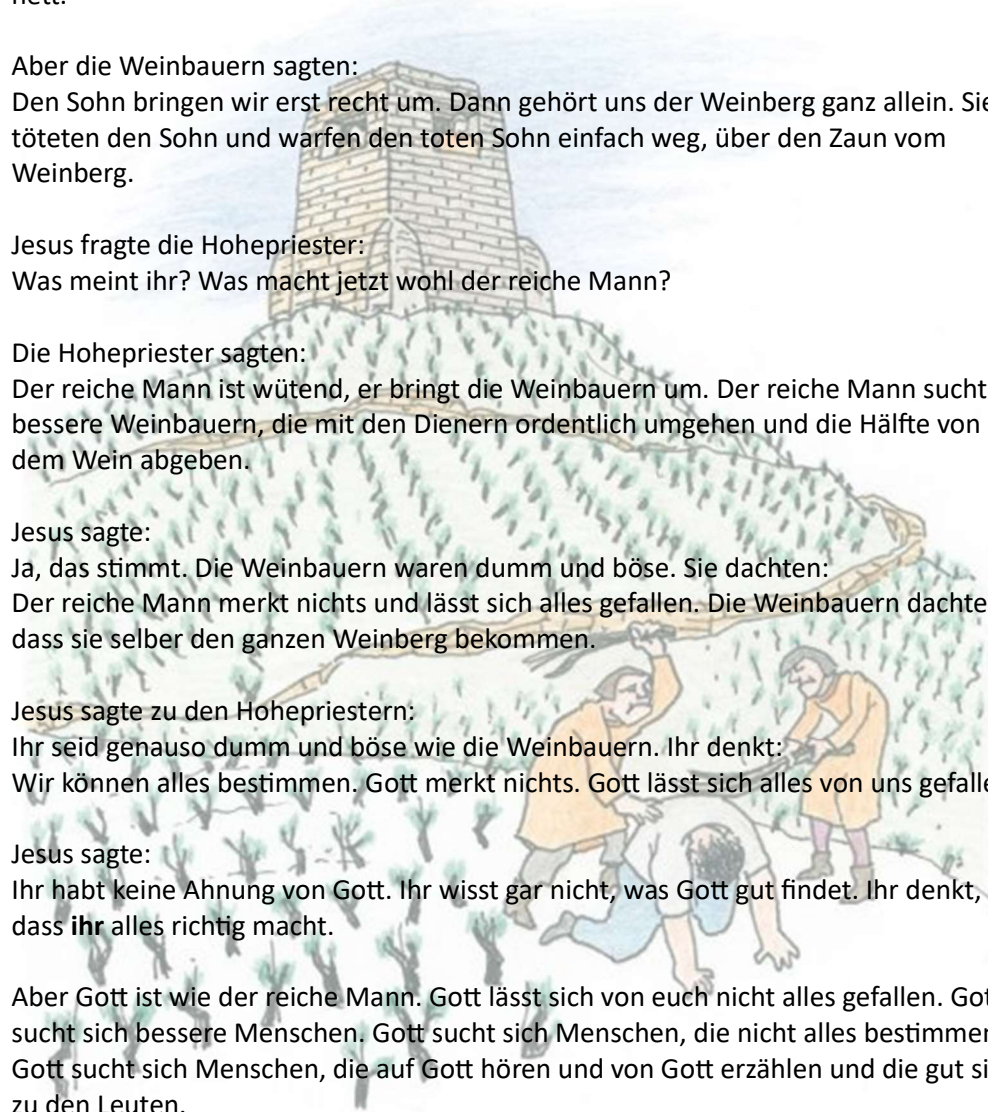 nett.
Aber die Weinbauern sagten:
Den Sohn bringen wir erst recht um. Dann gehört uns der Weinberg ganz allein. Sie
töteten den Sohn und warfen den toten Sohn einfach weg, über den Zaun vom
Weinberg.
Jesus fragte die Hohepriester:
Was meint ihr? Was macht jetzt wohl der reiche Mann?
Die Hohepriester sagten:
Der reiche Mann ist wütend, er bringt die Weinbauern um. Der reiche Mann sucht
bessere Weinbauern, die mit den Dienern ordentlich umgehen und die Hälfte von
dem Wein abgeben.
Jesus sagte:
Ja, das stimmt. Die Weinbauern waren dumm und böse. Sie dachten:
Der reiche Mann merkt nichts und lässt sich alles gefallen. Die Weinbauern dachte
dass sie selber den ganzen Weinberg bekommen.
Jesus sagte zu den Hohepriestern:
Ihr seid genauso dumm und böse wie die Weinbauern. Ihr denkt:
Wir können alles bestimmen. Gott merkt nichts. Gott lässt sich alles von uns gefalle
Jesus sagte:
Ihr habt keine Ahnung von Gott. Ihr wisst gar nicht, was Gott gut findet. Ihr denkt,
dass ihr alles richtig macht.
Aber Gott ist wie der reiche Mann. Gott lässt sich von euch nicht alles gefallen. Got
sucht sich bessere Menschen. Gott sucht sich Menschen, die nicht alles bestimmen
Gott sucht sich Menschen, die auf Gott hören und von Gott erzählen und die gut si
zu den Leuten.